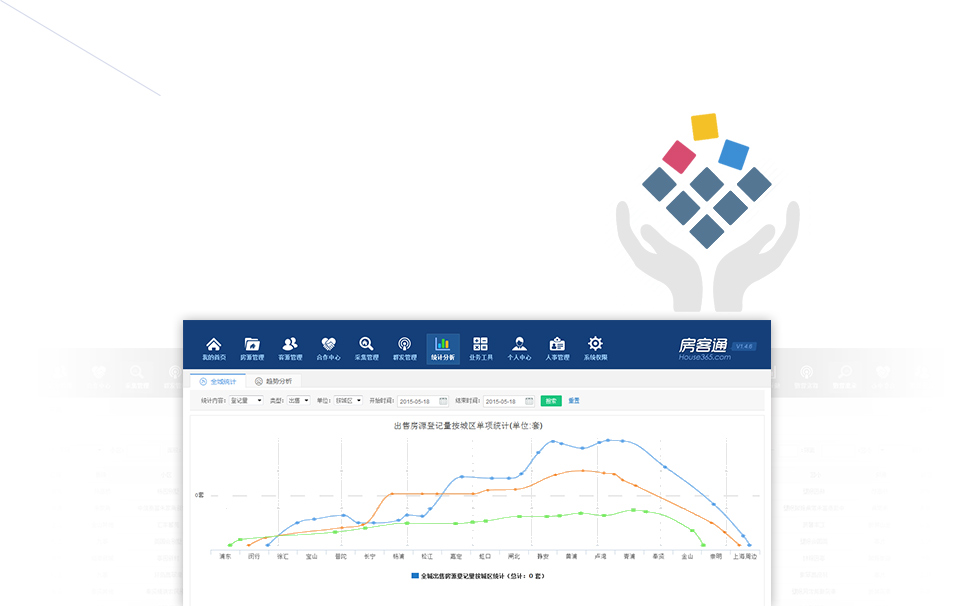 我的首页 房源管理 客源管理 合作中心 采集管理 群发管理 统计分析 业务工具 个人中心 人事管理 系统权限 房客通 V1.4.6
House365.com
全城统计 趋势分析
统计内容: 登记量 类型: 出售 单位: 按城区 开始时间: 2015-05-18 结束时间: 2015-05-18 搜索 重置
出售房源登记量按城区单项统计(单位:套)
0套
浦东 闵行 徐汇 宝山 普陀 长宁 杨浦 松江 嘉定 虹口 闸北 静安 黄浦 卢湾 青浦 奉贤 金山 崇明 上海周边
全城出售房源登记量按城区统计 (总计: 0 套)